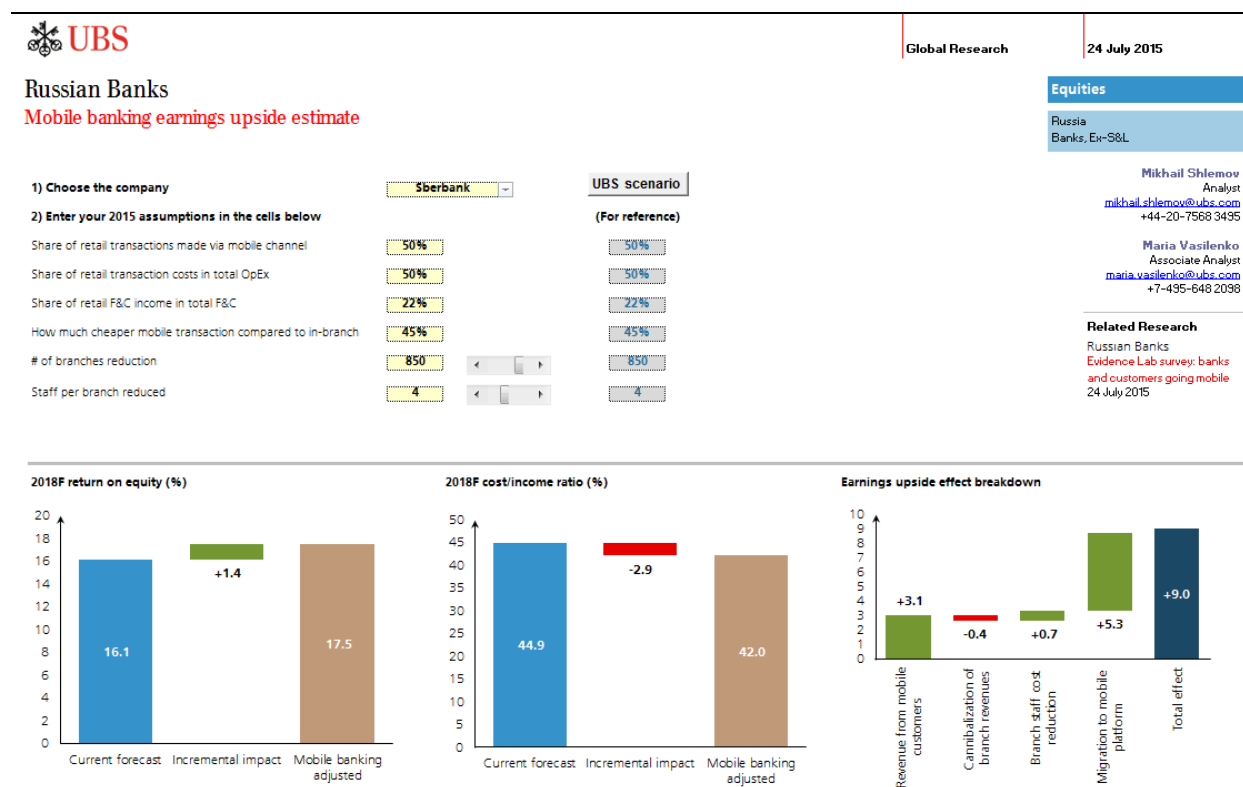 UBS
Global Research
24 July 2015
Russian Banks
Mobile banking earnings upside estimate
Equities
Russia
Banks, Ex-S&L
Mikhail Shlemov
Analyst
mikhail.shlemov@ubs.com
+44-20-7568 3495
Maria Vasilenko
Associate Analyst
maria.vasilenko@ubs.com
+7-495-648 2098
Related Research
Russian Banks
Evidence Lab survey: banks
and customers going mobile
24 July 2015
1) Choose the company
Sberbank
UBS scenario
2) Enter your 2015 assumptions in the cells below
(For reference)
Share of retail transactions made via mobile channel
50%
50%
Share of retail transaction costs in total OpEx
50%
50%
Share of retail F&C income in total F&C
22%
22%
How much cheaper mobile transaction compared to in-branch
45%
45%
# of branches reduction
850
850
Staff per branch reduced
4
4
2018F return on equity (%)
20
18
16
14
12
10
8
6
4
2
0
16.1
+1.4
17.5
Current forecast
Incremental impact
Mobile banking
adjusted
2018F cost/income ratio (%)
50
45
40
35
30
25
20
15
10
5
0
44.9
-2.9
42.0
Current forecast
Incremental impact
Mobile banking
adjusted
Earnings upside effect breakdown
10
9
8
7
6
5
4
3
2
1
0
+3.1
-0.4
+0.7
+5.3
+9.0
Revenue from mobile
customers
Cannibalization of
branch revenues
Branch staff cost
reduction
Migration to mobile
platform
Total effect